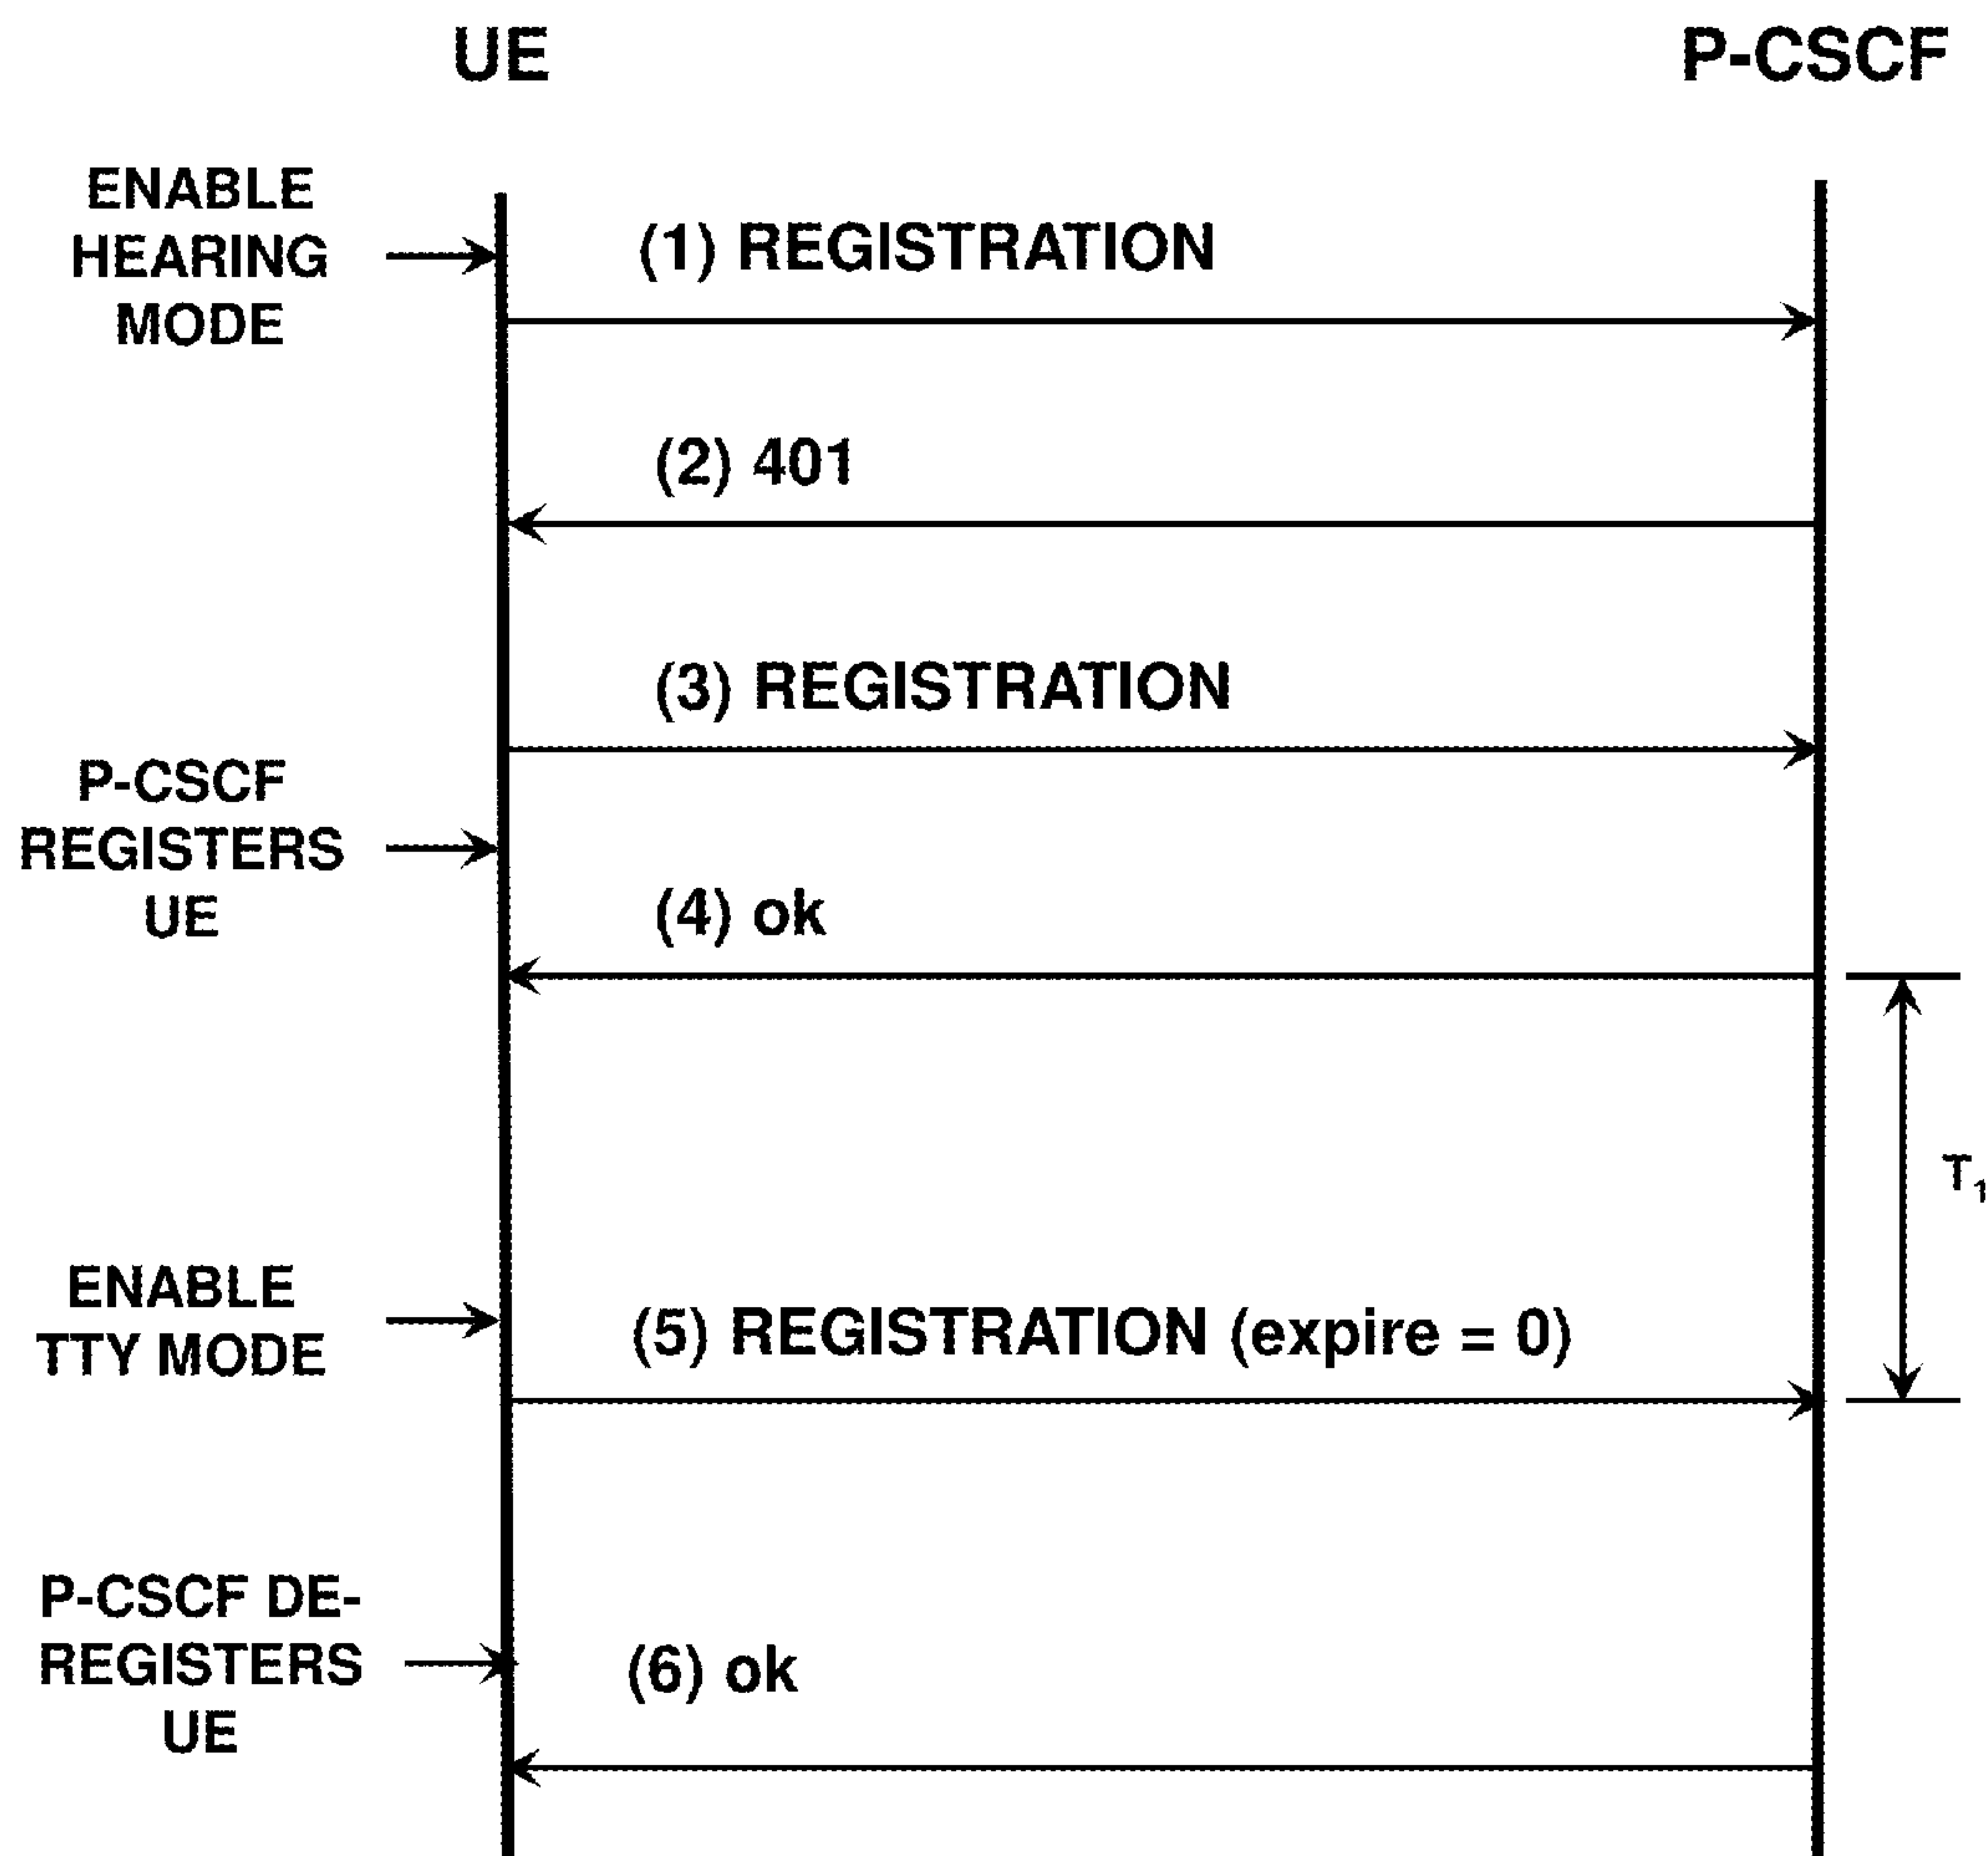 UE
P-CSCF
ENABLE
HEARING
MODE
(1) REGISTRATION
(2) 401
(3) REGISTRATION
P-CSCF
REGISTERS
UE
(4) ok
T1
ENABLE
TTY MODE
(5) REGISTRATION (expire = 0)
P-CSCF DE-
REGISTERS
UE
(6) ok